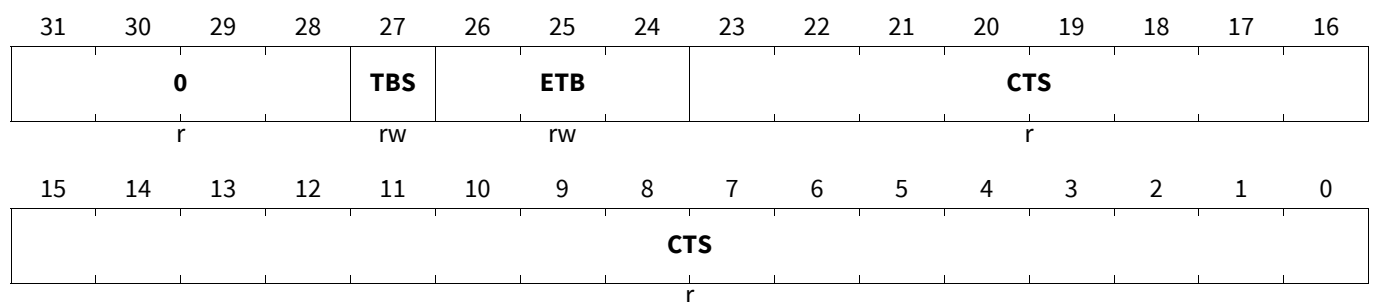 31 30 29 28 27 26 25 24 23 22 21 20 19 18 17 16
0 TBS ETB CTS
r rw rw r
15 14 13 12 11 10 9 8 7 6 5 4 3 2 1 0
CTS
r